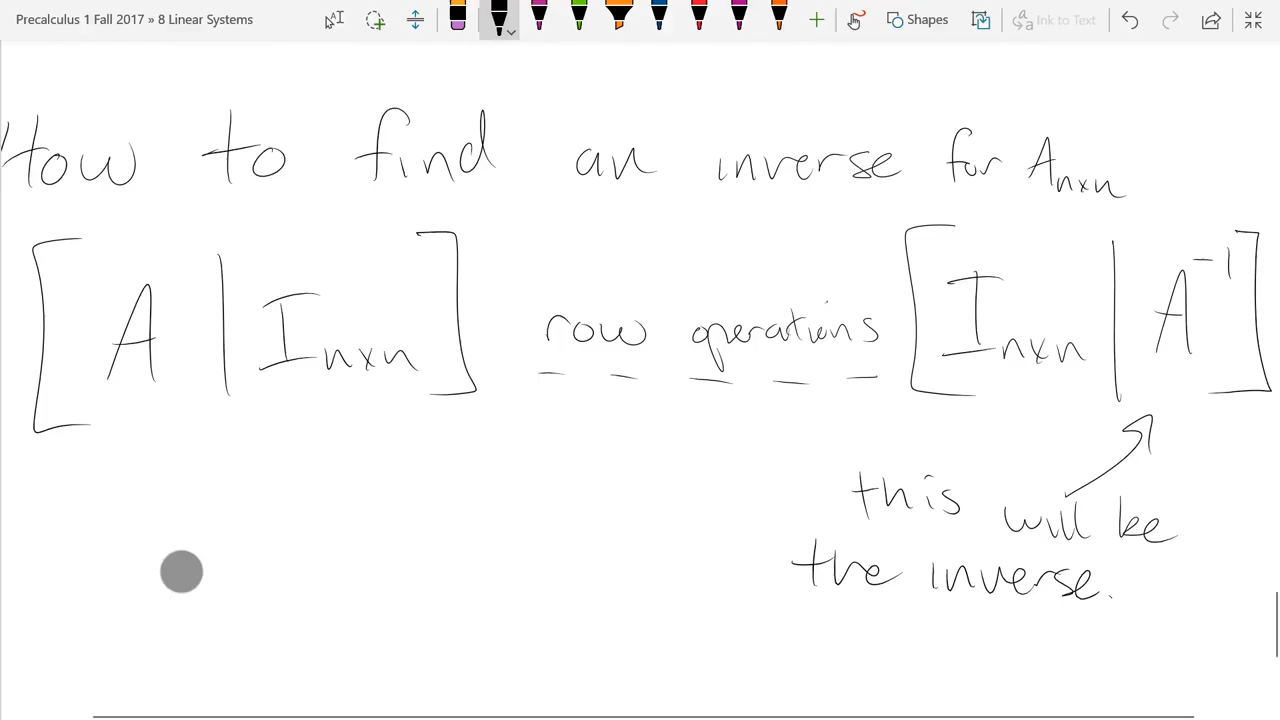 Precalculus 1 Fall 2017 » 8 Linear Systems
Shapes
Ink to Text
How to find an inverse for Anxn
[A | Inxn] row operations [Inxn | A⁻¹]
this will be
the inverse.